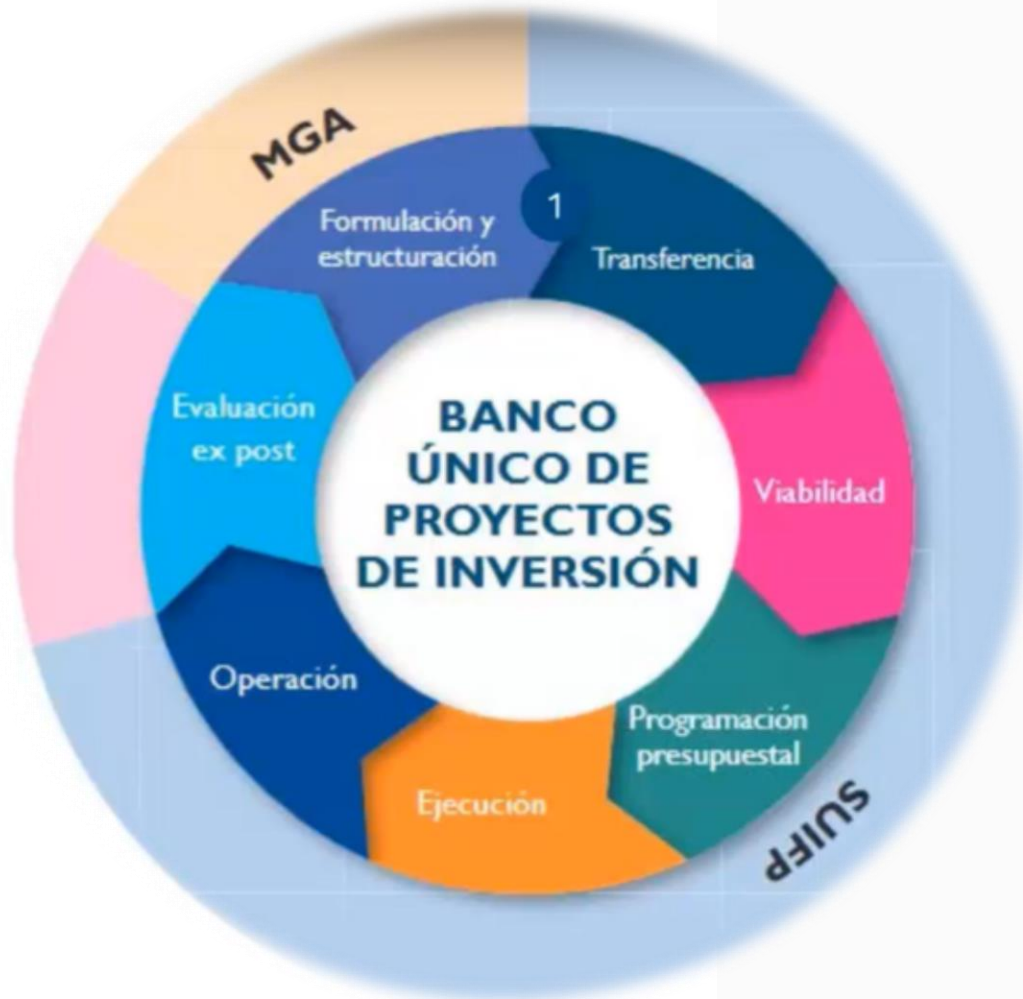 MGA
Formulación y
estructuración
1
Transferencia
Evaluación
ex post
BANCO
ÚNICO DE
PROYECTOS
DE INVERSIÓN
Viabilidad
Operación
Programación
presupuestal
Ejecución
SUIFP